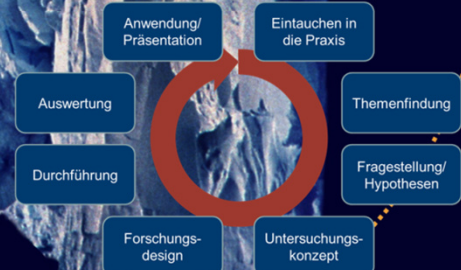 Anwendung/
Präsentation
Eintauchen in
die Praxis
Auswertung
Themenfindung
Durchführung
Fragestellung/
Hypothesen
Forschungs-
design
Untersuchungs-
konzept